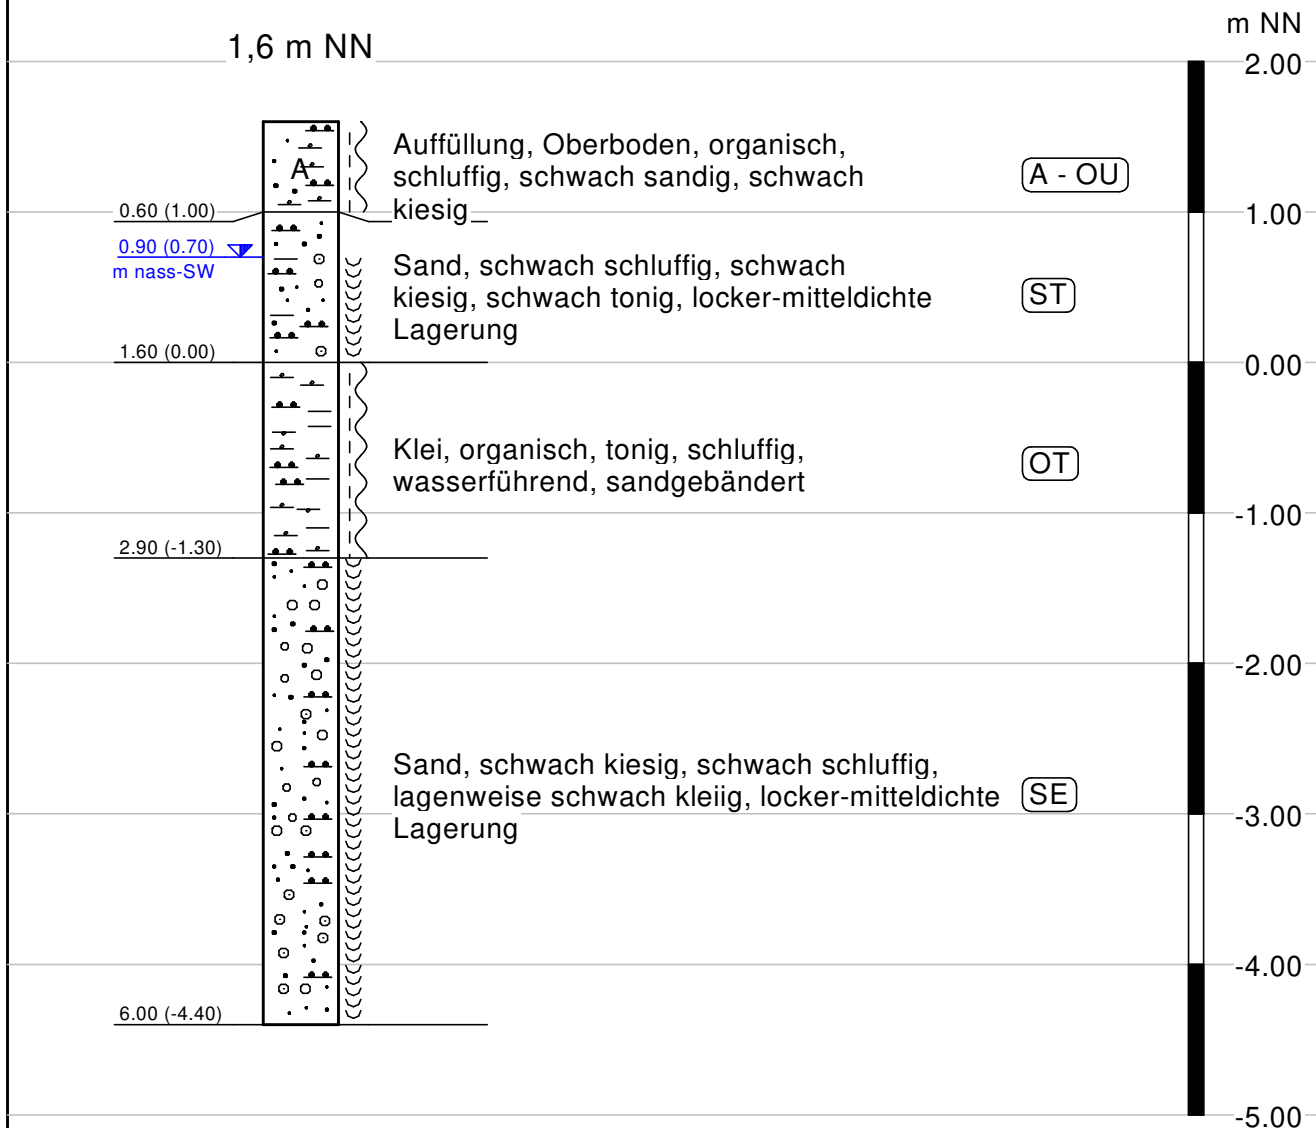 m NN
1,6 m NN
2.00
Auffüllung, Oberboden, organisch,
schluffig, schwach sandig, schwach
kiesig
A
A - OU
0.60 (1.00)
1.00
0.90 (0.70)
m nass-SW
Sand, schwach schluffig, schwach
kiesig, schwach tonig, locker-mitteldichte
Lagerung
ST
1.60 (0.00)
0.00
Klei, organisch, tonig, schluffig,
wasserführend, sandgebändert
OT
-1.00
2.90 (-1.30)
-2.00
Sand, schwach kiesig, schwach schluffig,
lagenweise schwach kleiig, locker-mitteldichte
Lagerung
SE
-3.00
-4.00
6.00 (-4.40)
-5.00